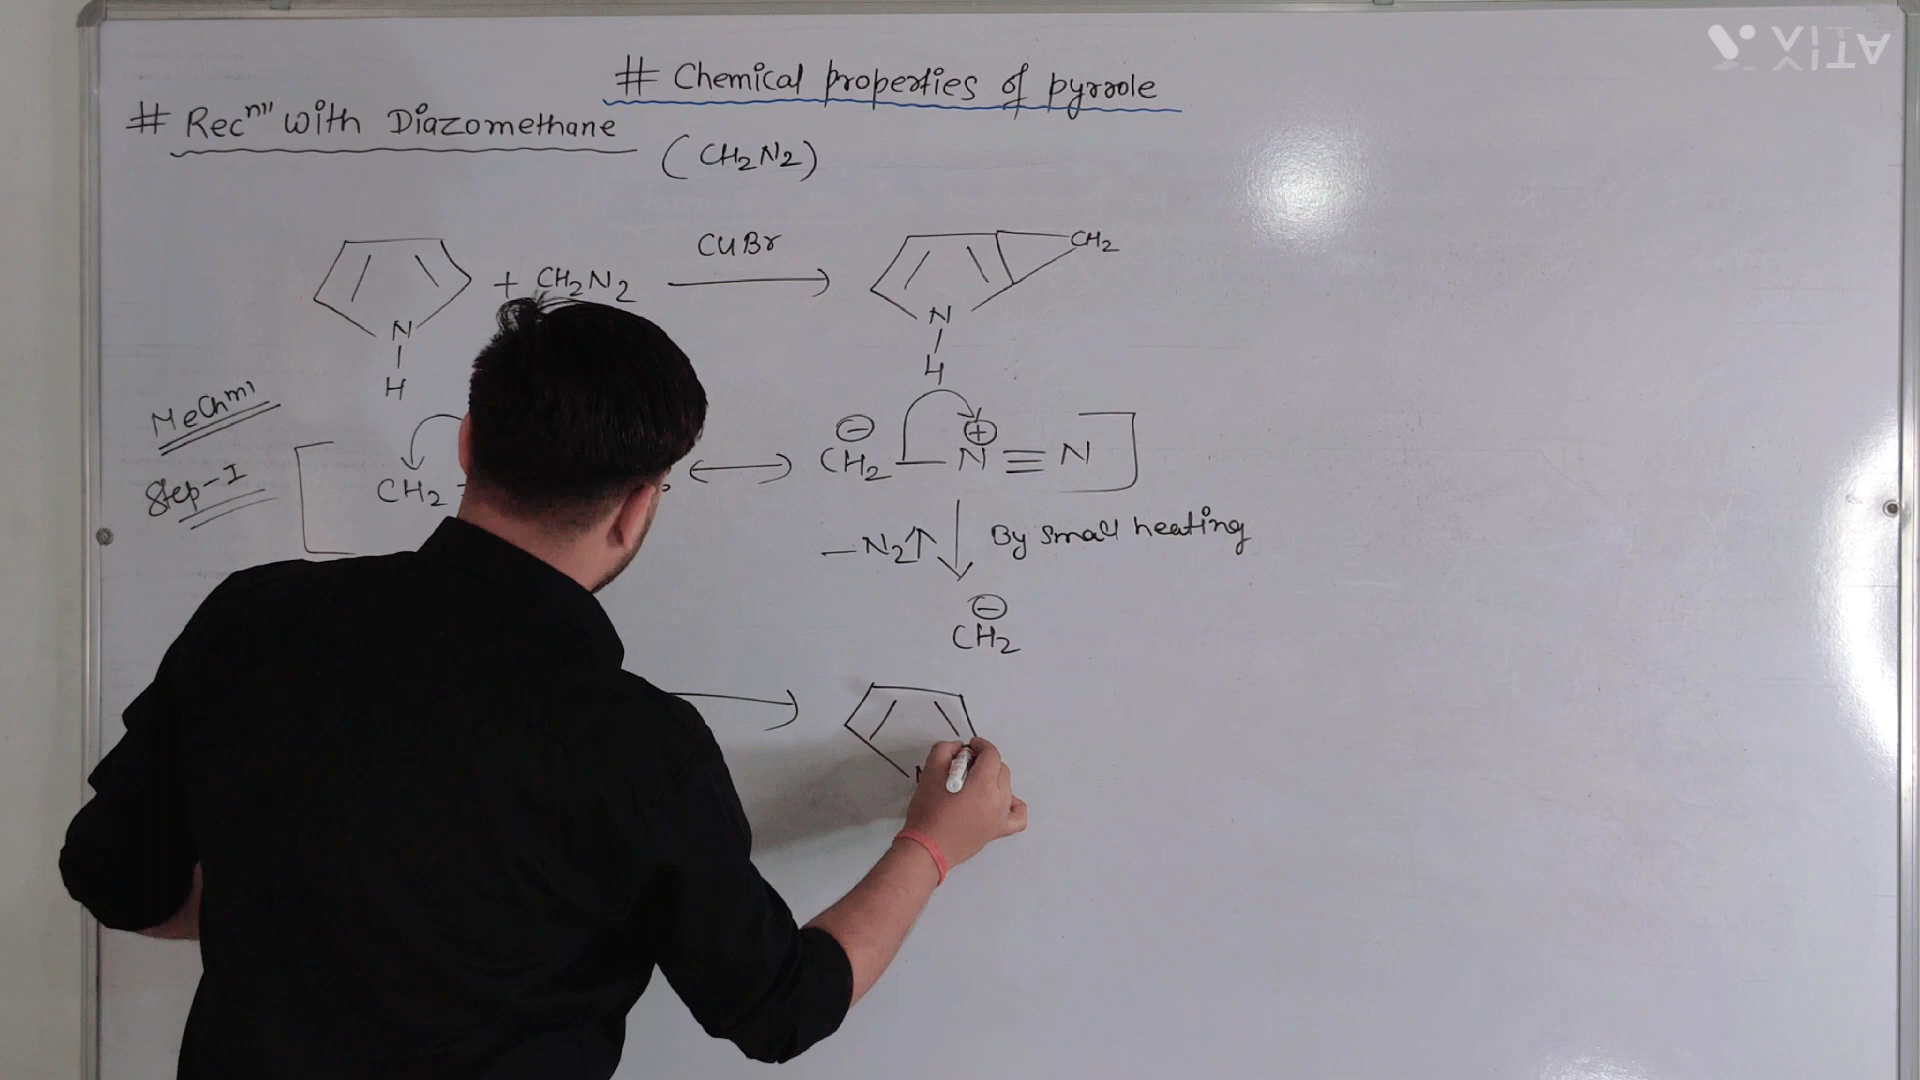 # Chemical properties of pyrrole
# Recⁿ" with Diazomethane
(CH₂N₂)
+ CH₂N₂
CuBr
CH₂
N
H
N
H
Mechm'
Step-I
CH₂
⊖
CH₂ — N ≡ N
⊕
-N₂↑
By small heating
⊖
CH₂
VITA